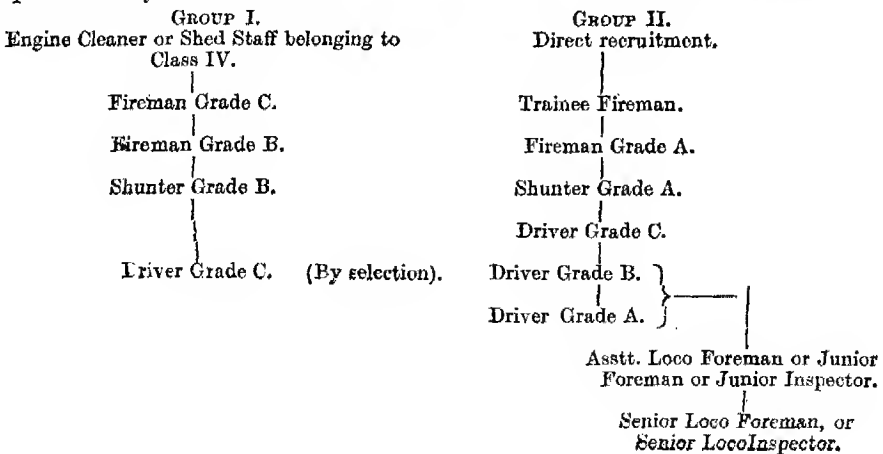 GROUP I.
Engine Cleaner or Shed Staff belonging to
Class IV.
Fireman Grade C.
Fireman Grade B.
Shunter Grade B.
Driver Grade C. (By selection).
GROUP II.
Direct recruitment.
Trainee Fireman.
Fireman Grade A.
Shunter Grade A.
Driver Grade C.
Driver Grade B.
Driver Grade A.
Asstt. Loco Foreman or Junior
Foreman or Junior Inspector.
Senior Loco Foreman, or
Senior LocoInspector.